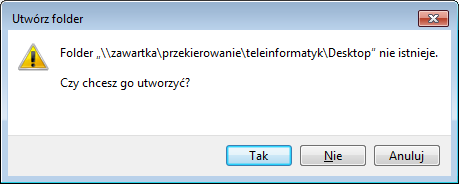 Utwórz folder
Folder „\\zawartka\przekierowanie\teleinformatyk\Desktop” nie istnieje.
Czy chcesz go utworzyć?
Tak
Nie
Anuluj